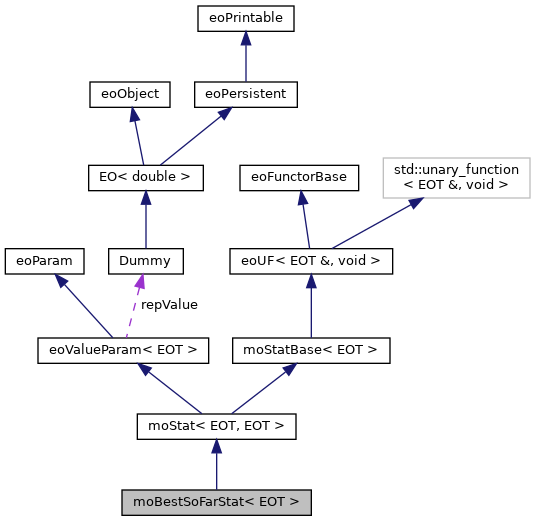 eoPrintable
eoObject
eoPersistent
EO< double >
eoFunctorBase
std::unary_function
< EOT &, void >
eoParam
Dummy
eoUF< EOT &, void >
repValue
eoValueParam< EOT >
moStatBase< EOT >
moStat< EOT, EOT >
moBestSoFarStat< EOT >